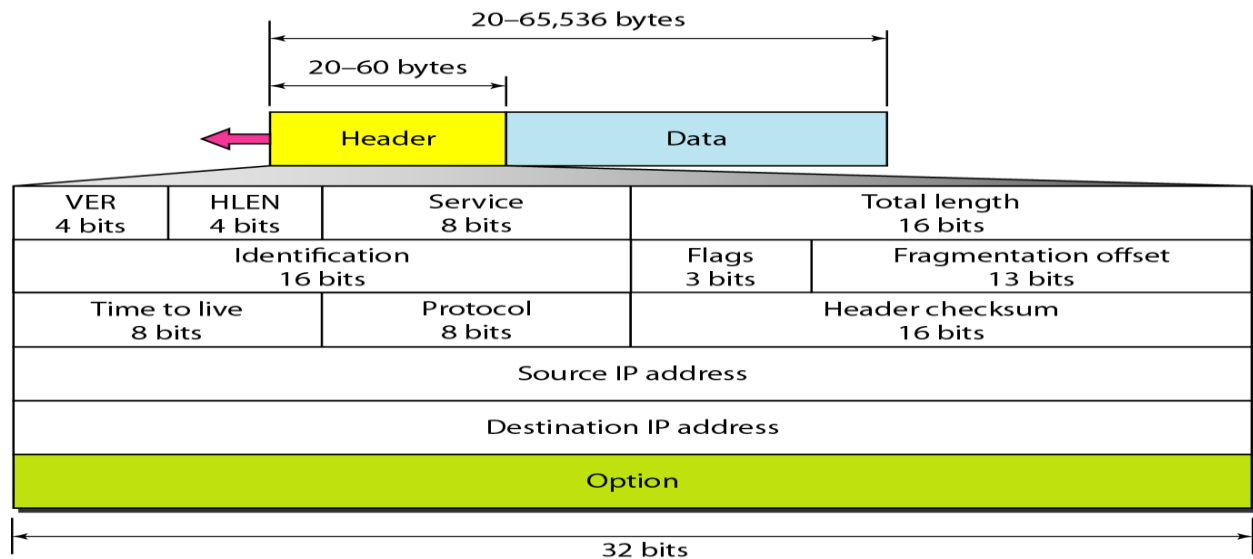 20–65,536 bytes
20–60 bytes
Header
Data
VER
4 bits
HLEN
4 bits
Service
8 bits
Total length
16 bits
Identification
16 bits
Flags
3 bits
Fragmentation offset
13 bits
Time to live
8 bits
Protocol
8 bits
Header checksum
16 bits
Source IP address
Destination IP address
Option
32 bits